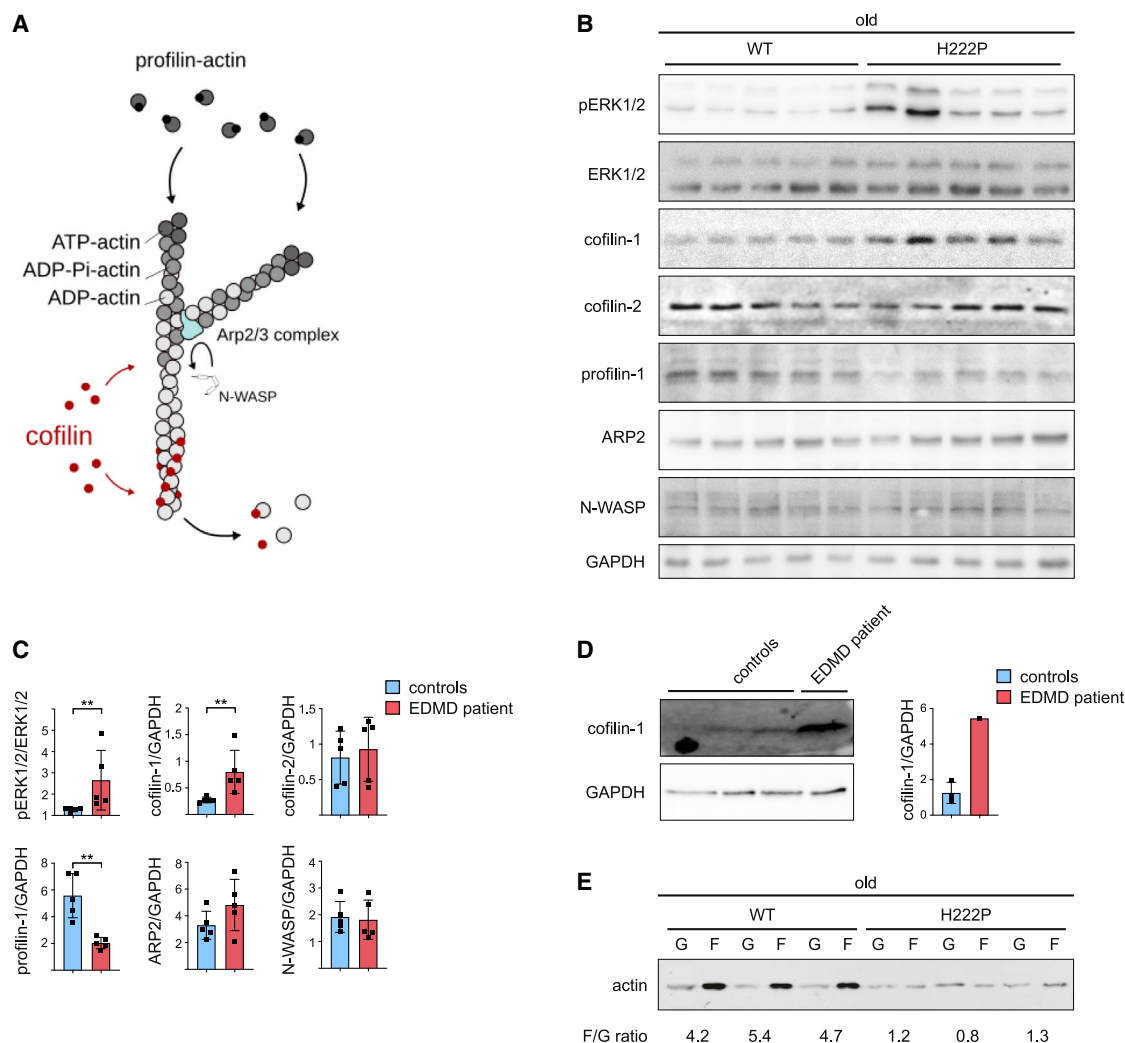 A
profilin-actin
ATP-actin
ADP-Pi-actin
ADP-actin
Arp2/3 complex
N-WASP
cofilin
B
old
WT H222P
pERK1/2
ERK1/2
cofilin-1
cofilin-2
profilin-1
ARP2
N-WASP
GAPDH
C
controls
EDMD patient
pERK1/2/ERK1/2
5
4
3
2
1
**
cofilin-1/GAPDH
2
1.5
1
0.5
**
cofilin-2/GAPDH
1.5
1
0.5
profilin-1/GAPDH
8
6
4
2
**
ARP2/GAPDH
8
6
4
2
N-WASP/GAPDH
4
3
2
1
D
controls
EDMD patient
cofilin-1
GAPDH
controls
EDMD patient
cofilin-1/GAPDH
6
4
2
0
E
old
WT H222P
G F G F G F G F G F G F
actin
F/G ratio 4.2 5.4 4.7 1.2 0.8 1.3